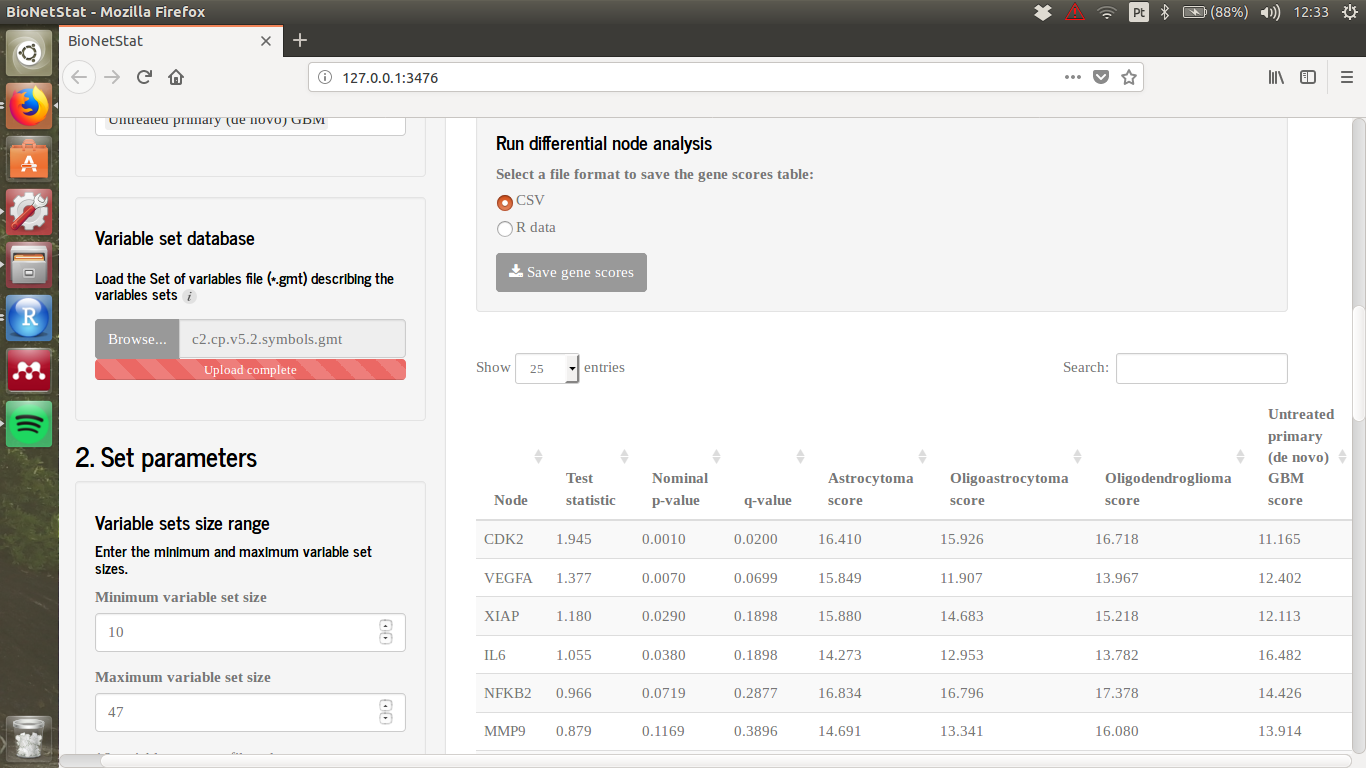 BioNetStat - Mozilla Firefox
Pt
(88%)
12:33
BioNetStat
127.0.0.1:3476
Untreated primary (de novo) GBM
Variable set database
Load the Set of variables file (*.gmt) describing the
variables sets i
Browse...
c2.cp.v5.2.symbols.gmt
Upload complete
2. Set parameters
Variable sets size range
Enter the minimum and maximum variable set
sizes.
Minimum variable set size
10
Maximum variable set size
47
Run differential node analysis
Select a file format to save the gene scores table:
CSV
R data
Save gene scores
Show 25 entries
Search:
Node
Test
statistic
Nominal
p-value
q-value
Astrocytoma
score
Oligoastrocytoma
score
Oligodendroglioma
score
Untreated
primary
(de novo)
GBM
score
CDK2 1.945 0.0010 0.0200 16.410 15.926 16.718 11.165
VEGFA 1.377 0.0070 0.0699 15.849 11.907 13.967 12.402
XIAP 1.180 0.0290 0.1898 15.880 14.683 15.218 12.113
IL6 1.055 0.0380 0.1898 14.273 12.953 13.782 16.482
NFKB2 0.966 0.0719 0.2877 16.834 16.796 17.378 14.426
MMP9 0.879 0.1169 0.3896 14.691 13.341 16.080 13.914